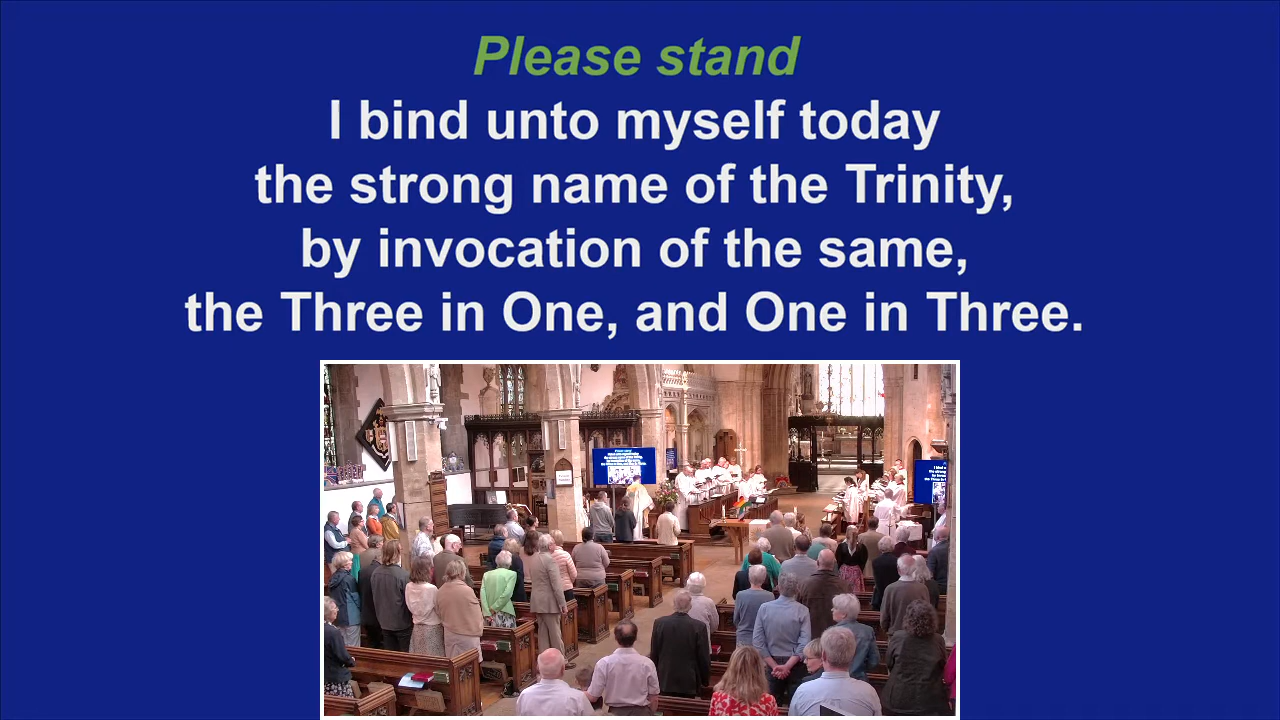 Please stand
I bind unto myself today
the strong name of the Trinity,
by invocation of the same,
the Three in One, and One in Three.